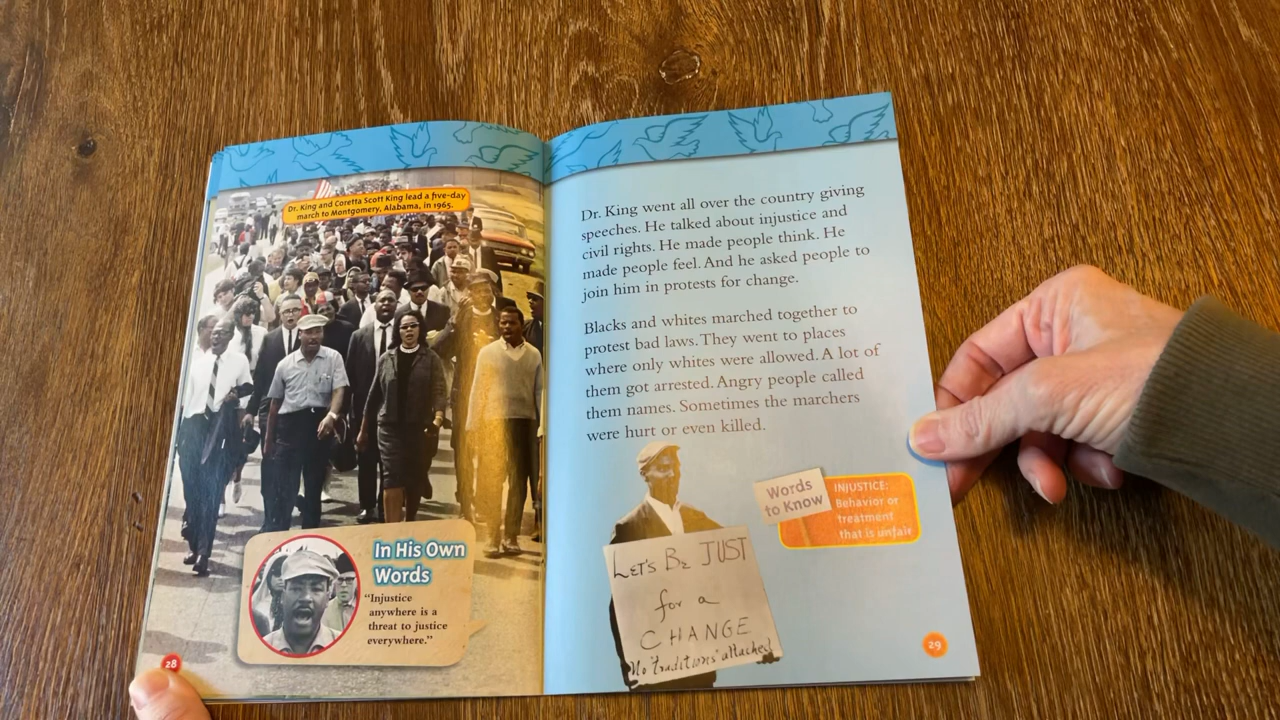 Dr. King and Coretta Scott King lead a five-day
march to Montgomery, Alabama, in 1965.
In His Own
Words
“Injustice
anywhere is a
threat to justice
everywhere.”
28
Dr. King went all over the country giving
speeches. He talked about injustice and
civil rights. He made people think. He
made people feel. And he asked people to
join him in protests for change.
Blacks and whites marched together to
protest bad laws. They went to places
where only whites were allowed. A lot of
them got arrested. Angry people called
them names. Sometimes the marchers
were hurt or even killed.
LET'S BE JUST
for a
CHANGE
No "traditions" attached
Words
to Know
INJUSTICE:
Behavior or
treatment
that is unfair
29